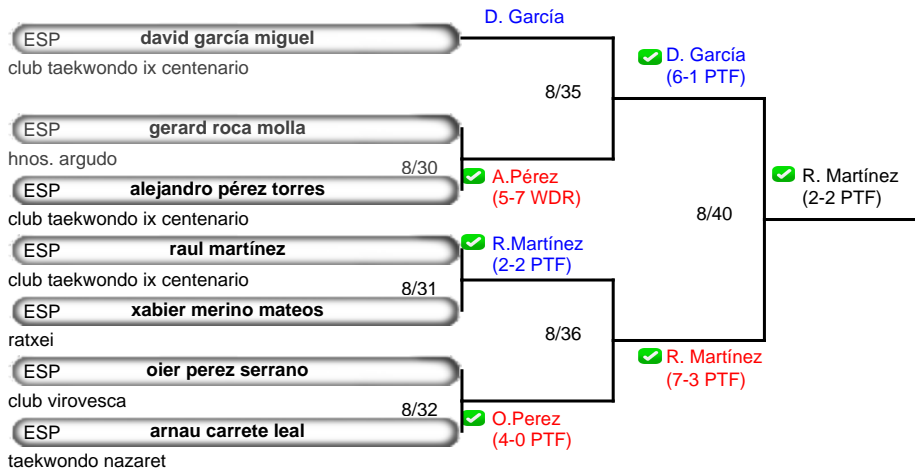 D. García
ESP david garcía miguel
club taekwondo ix centenario
D. García
(6-1 PTF)
8/35
ESP gerard roca molla
hnos. argudo
8/30
A.Pérez
(5-7 WDR)
ESP alejandro pérez torres
club taekwondo ix centenario
R. Martínez
(2-2 PTF)
8/40
ESP raul martínez
club taekwondo ix centenario
R.Martínez
(2-2 PTF)
8/31
ESP xabier merino mateos
ratxei
8/36
R. Martínez
(7-3 PTF)
ESP oier perez serrano
club virovesca
8/32
O.Perez
(4-0 PTF)
ESP arnau carrete leal
taekwondo nazaret